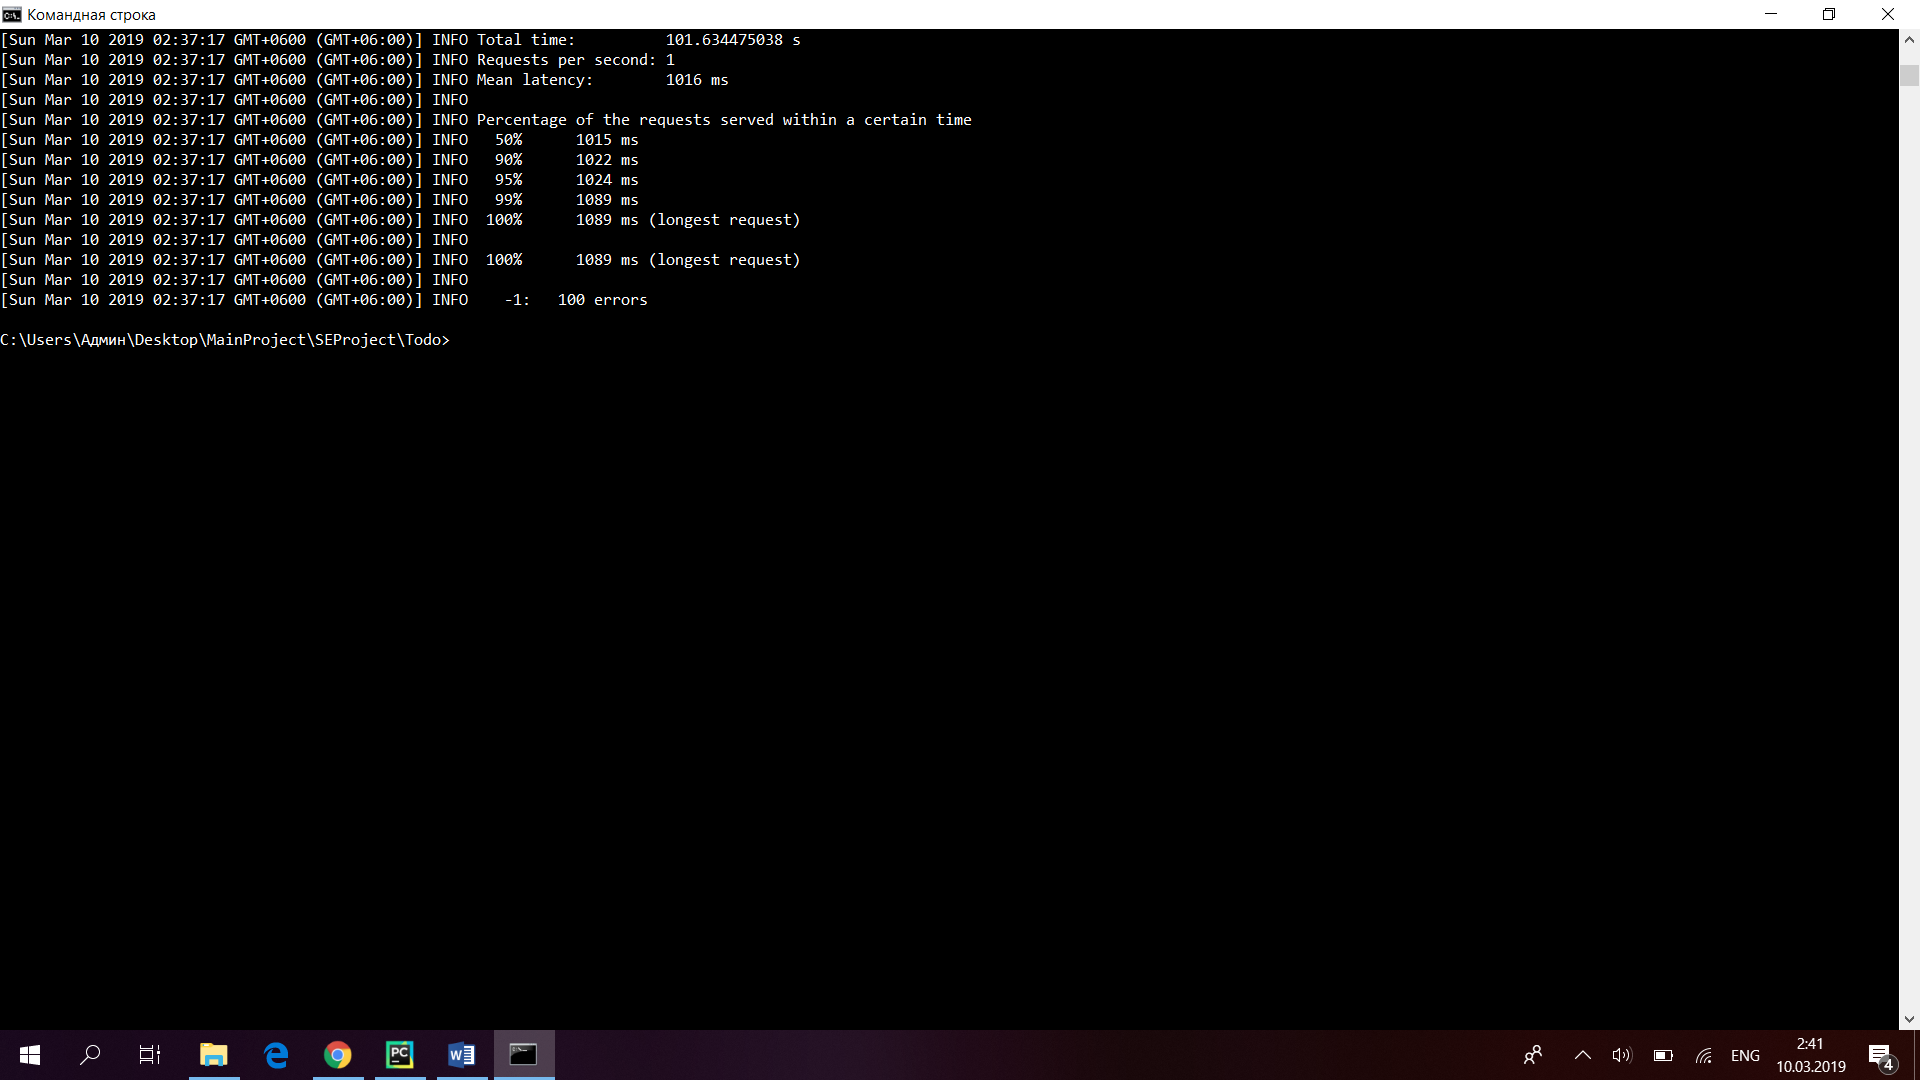 Командная строка
[Sun Mar 10 2019 02:37:17 GMT+0600 (GMT+06:00)] INFO Total time:          101.634475038 s
[Sun Mar 10 2019 02:37:17 GMT+0600 (GMT+06:00)] INFO Requests per second: 1
[Sun Mar 10 2019 02:37:17 GMT+0600 (GMT+06:00)] INFO Mean latency:        1016 ms
[Sun Mar 10 2019 02:37:17 GMT+0600 (GMT+06:00)] INFO
[Sun Mar 10 2019 02:37:17 GMT+0600 (GMT+06:00)] INFO Percentage of the requests served within a certain time
[Sun Mar 10 2019 02:37:17 GMT+0600 (GMT+06:00)] INFO   50%      1015 ms
[Sun Mar 10 2019 02:37:17 GMT+0600 (GMT+06:00)] INFO   90%      1022 ms
[Sun Mar 10 2019 02:37:17 GMT+0600 (GMT+06:00)] INFO   95%      1024 ms
[Sun Mar 10 2019 02:37:17 GMT+0600 (GMT+06:00)] INFO   99%      1089 ms
[Sun Mar 10 2019 02:37:17 GMT+0600 (GMT+06:00)] INFO  100%      1089 ms (longest request)
[Sun Mar 10 2019 02:37:17 GMT+0600 (GMT+06:00)] INFO
[Sun Mar 10 2019 02:37:17 GMT+0600 (GMT+06:00)] INFO  100%      1089 ms (longest request)
[Sun Mar 10 2019 02:37:17 GMT+0600 (GMT+06:00)] INFO
[Sun Mar 10 2019 02:37:17 GMT+0600 (GMT+06:00)] INFO    -1:   100 errors
C:\Users\Админ\Desktop\MainProject\SEProject\Todo>
PC
W
ENG
2:41
10.03.2019
4